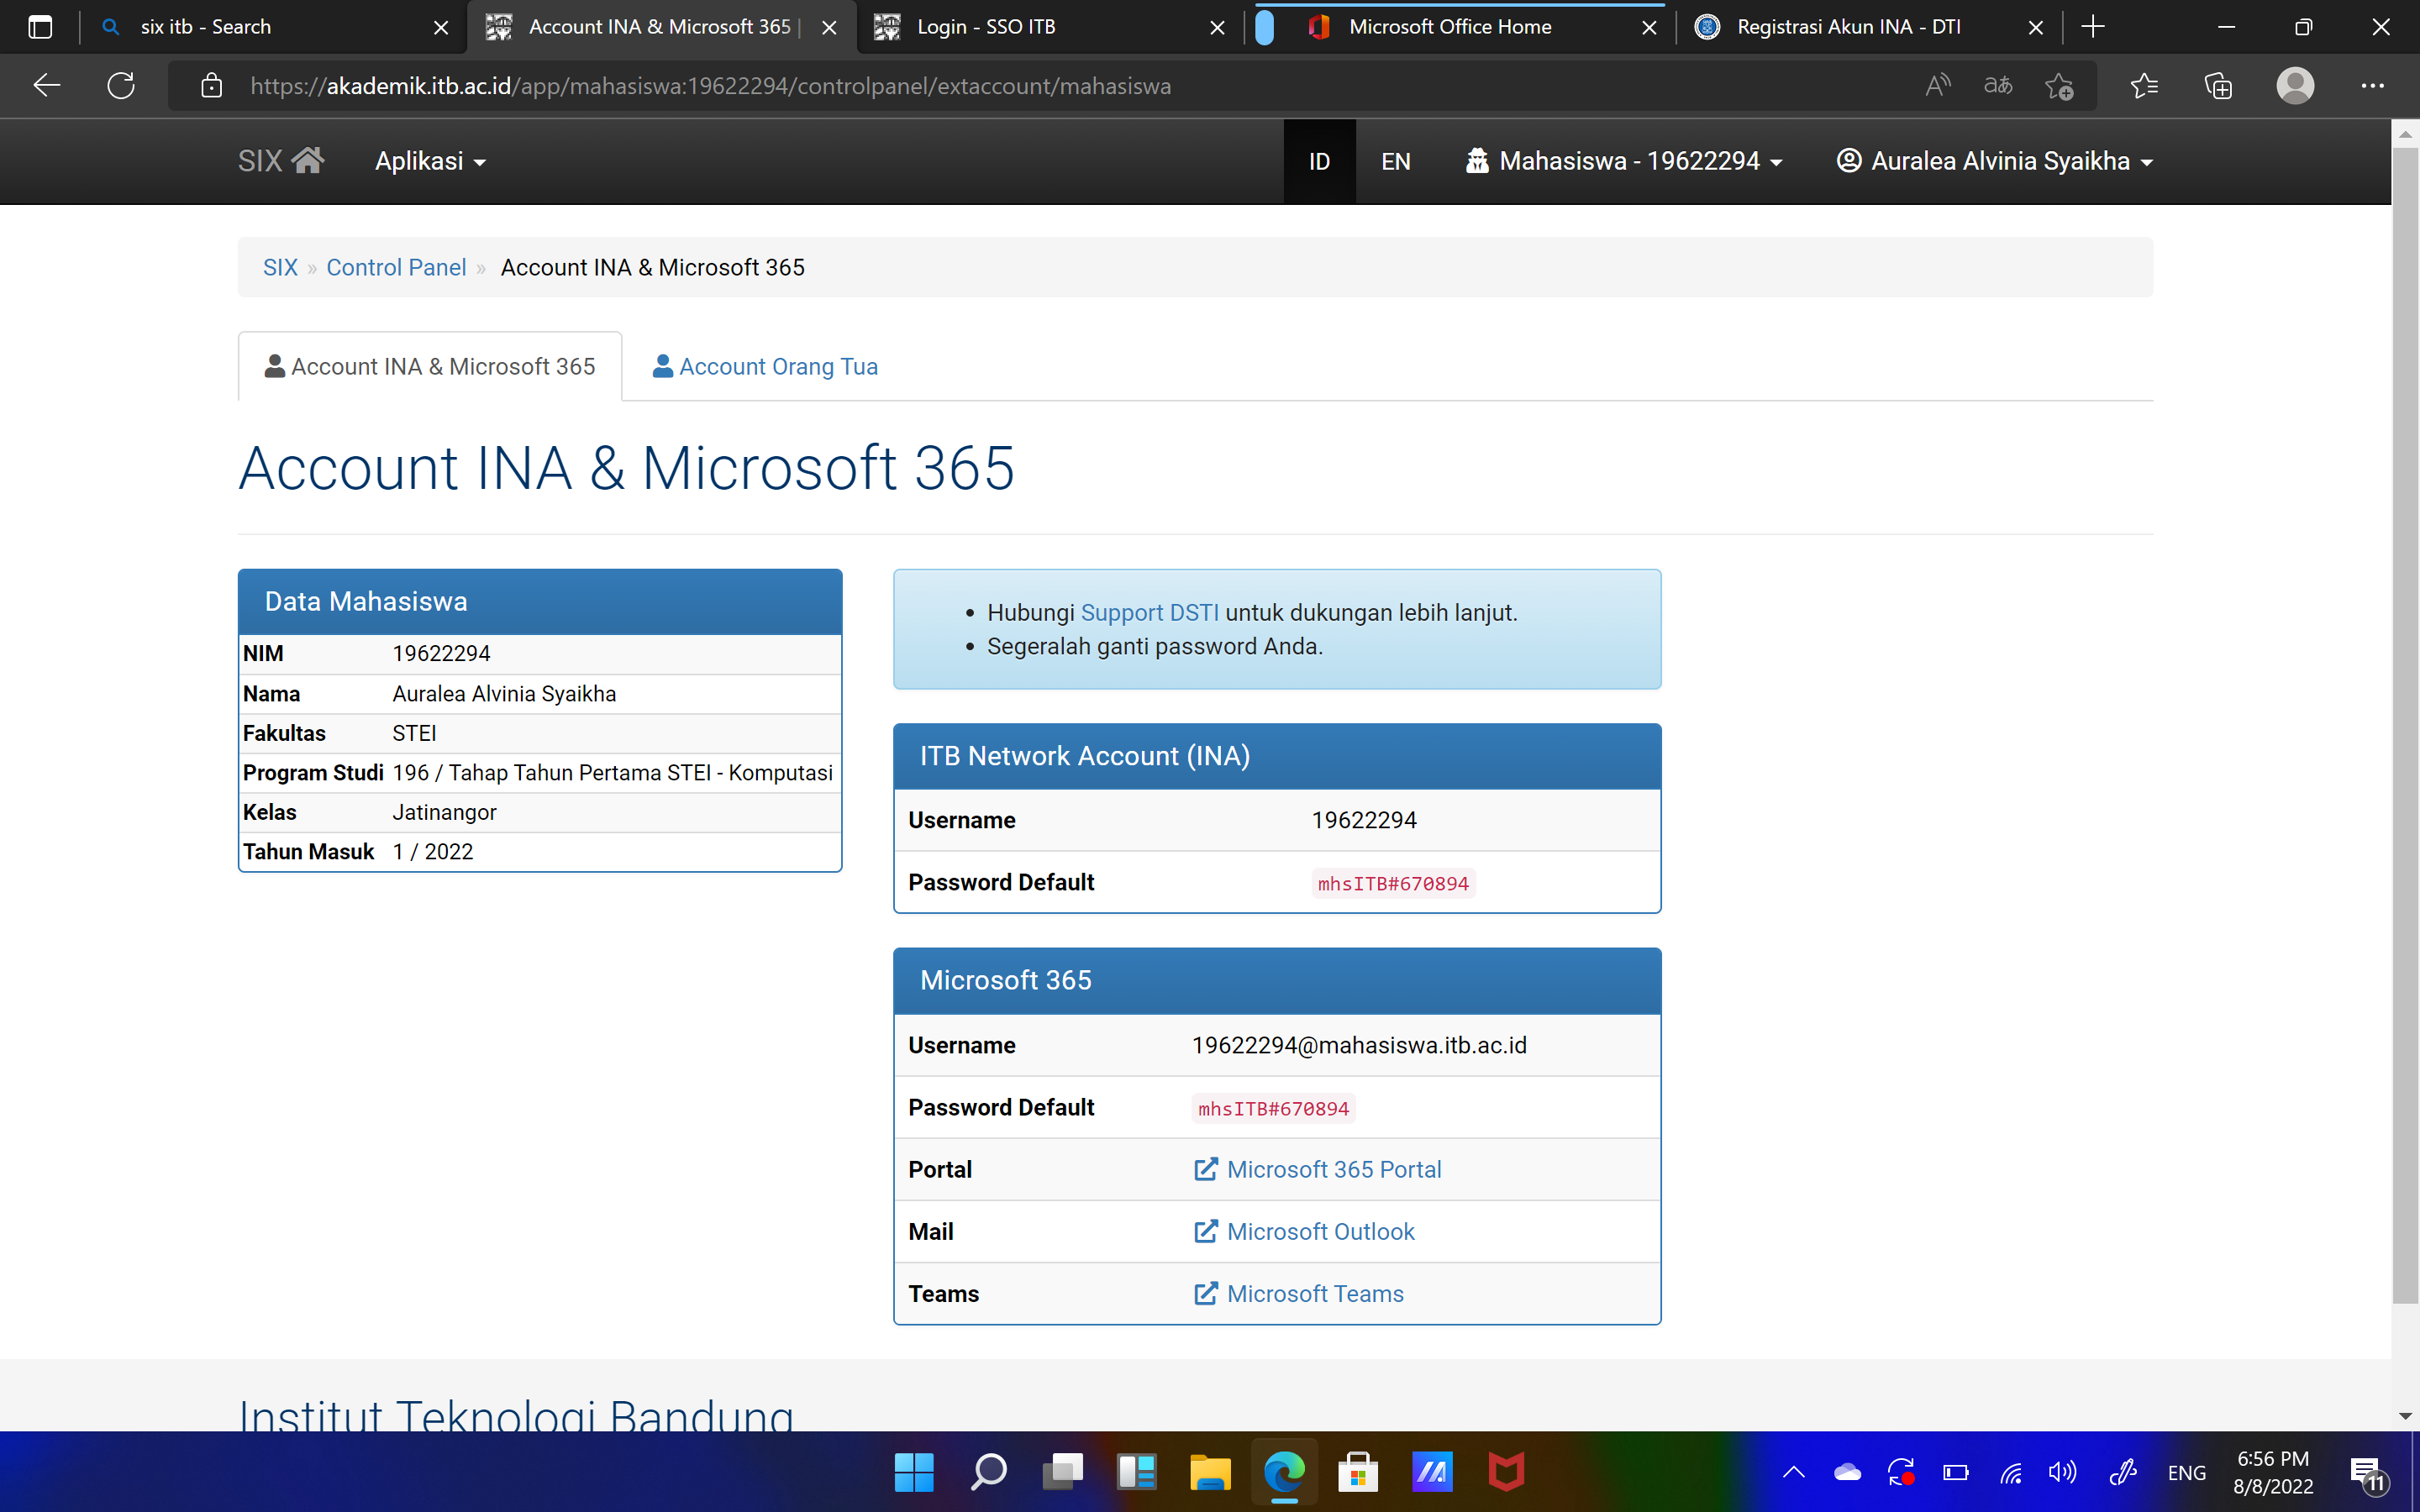 six itb - Search
Account INA & Microsoft 365 |
Login - SSO ITB
Microsoft Office Home
Registrasi Akun INA - DTI
https://akademik.itb.ac.id/app/mahasiswa:19622294/controlpanel/extaccount/mahasiswa
SIX Aplikasi ID EN Mahasiswa - 19622294 Auralea Alvinia Syaikha
SIX » Control Panel » Account INA & Microsoft 365
Account INA & Microsoft 365 Account Orang Tua
Account INA & Microsoft 365
Data Mahasiswa
NIM 19622294
Nama Auralea Alvinia Syaikha
Fakultas STEI
Program Studi 196 / Tahap Tahun Pertama STEI - Komputasi
Kelas Jatinangor
Tahun Masuk 1 / 2022
• Hubungi Support DSTI untuk dukungan lebih lanjut.
• Segeralah ganti password Anda.
ITB Network Account (INA)
Username 19622294
Password Default mhsITB#670894
Microsoft 365
Username 19622294@mahasiswa.itb.ac.id
Password Default mhsITB#670894
Portal Microsoft 365 Portal
Mail Microsoft Outlook
Teams Microsoft Teams
Institut Teknologi Bandung
ENG
6:56 PM
8/8/2022
11